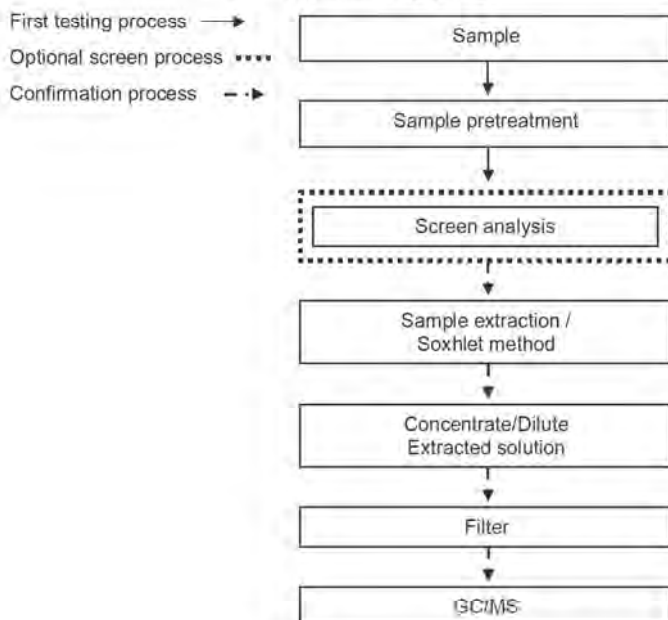 First testing process
Optional screen process
Confirmation process
Sample
Sample pretreatment
Screen analysis
Sample extraction /
Soxhlet method
Concentrate/Dilute
Extracted solution
Filter
GC/MS